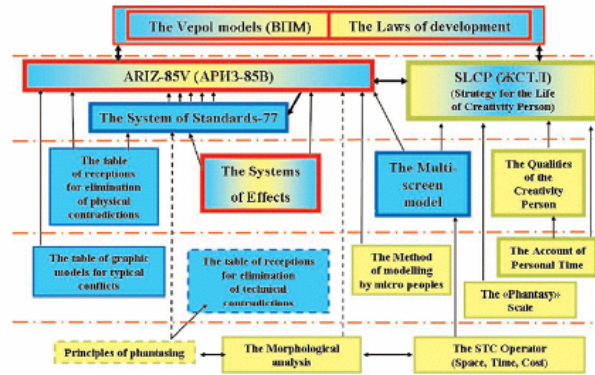 The Vepol models (ВПМ)
The Laws of development
ARIZ-85V (АРИЗ-85В)
SLCP (ЖСТЛ)
(Strategy for the Life
of Creativity Person)
The System of Standards-77
The table
of receptions
for elimination
of physical
contradictions
The Systems
of Effects
The Multi-
screen
model
The Qualities
of the
Creativity
Person
The table of graphic
models for typical
conflicts
The table of receptions
for elimination
of technical
contradictions
The Method
of modelling
by micro peoples
The Account of
Personal Time
The «Phantasy»
Scale
Principles of phantasing
The Morphological
analysis
The STC Operator
(Space, Time, Cost)